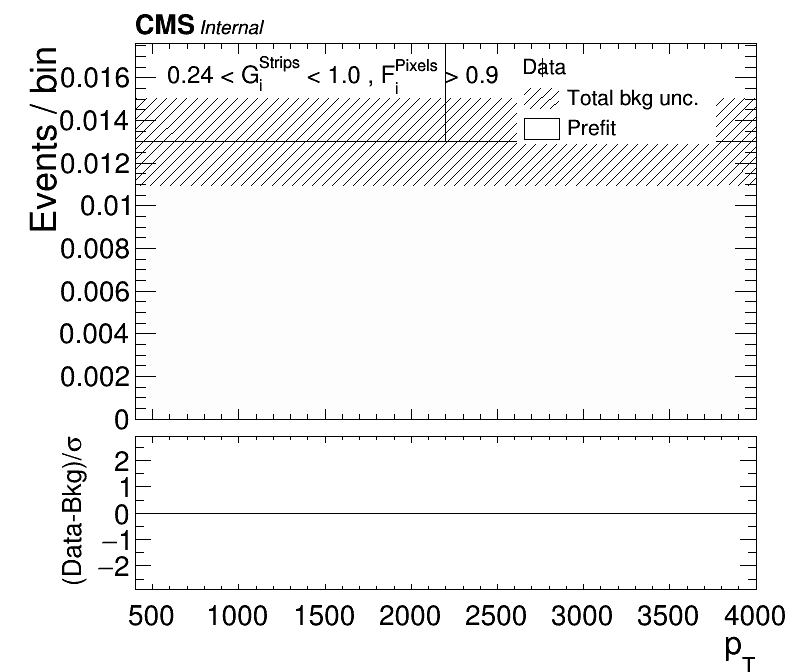 CMS Internal
0.24 < G_i^Strips < 1.0 , F_i^Pixels > 0.9
Data
Total bkg unc.
Prefit
Events / bin
0.016
0.014
0.012
0.01
0.008
0.006
0.004
0.002
0
(Data-Bkg)/σ
2
1
0
−1
−2
500 1000 1500 2000 2500 3000 3500 4000
p_T